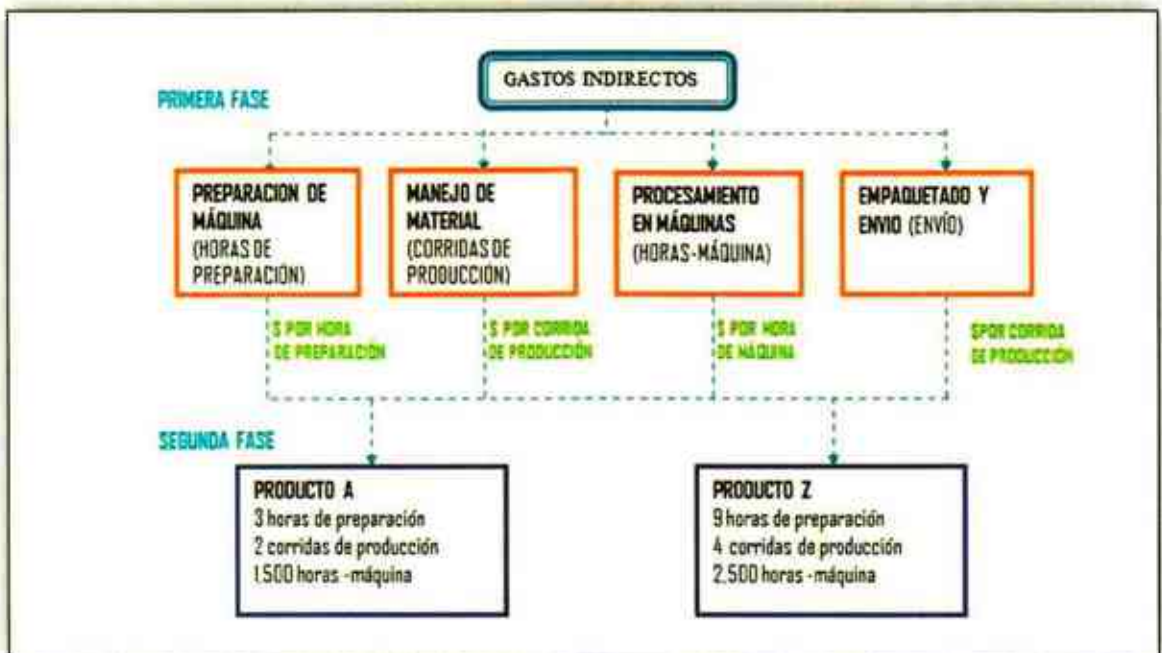 GASTOS INDIRECTOS
PRIMERA FASE
PREPARACION DE
MÁQUINA
(HORAS DE
PREPARACIÓN)
MANEJO DE
MATERIAL
(CORRIDAS DE
PRODUCCIÓN)
PROCESAMIENTO
EN MÁQUINAS
(HORAS-MÁQUINA)
EMPAQUETADO Y
ENVIO (ENVÍO)
$ POR HORA
DE PREPARACIÓN
$ POR CORRIDA
DE PRODUCCIÓN
$ POR HORA
DE MÁQUINA
$POR CORRIDA
DE PRODUCCIÓN
SEGUNDA FASE
PRODUCTO A
3 horas de preparación
2 corridas de producción
1.500 horas -máquina
PRODUCTO Z
9 horas de preparación
4 corridas de producción
2.500 horas -máquina